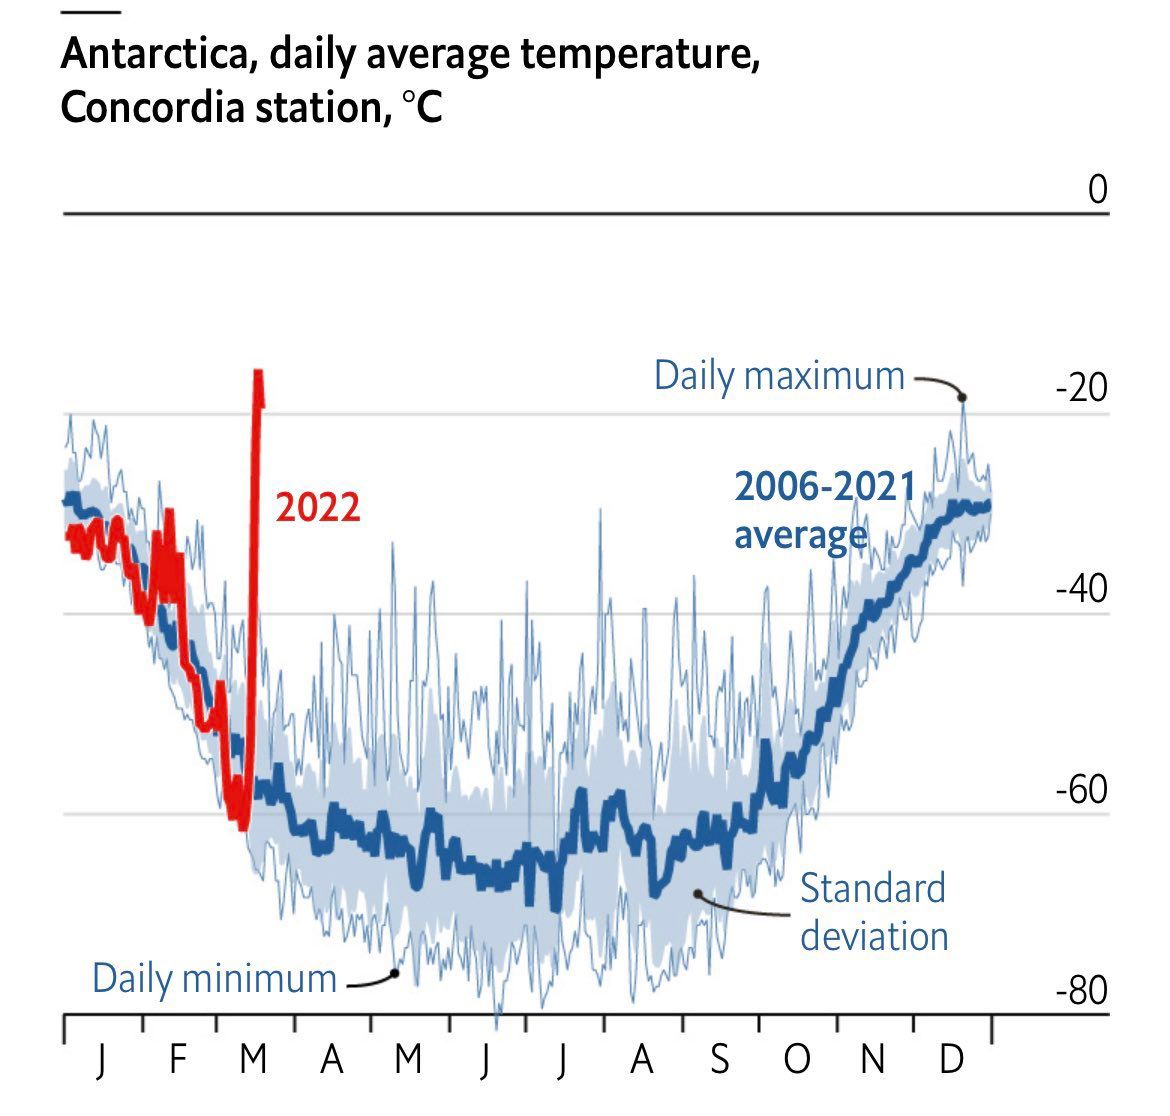 Antarctica, daily average temperature,
Concordia station, °C
0
Daily maximum
-20
2022
2006-2021
average
-40
-60
Standard
deviation
Daily minimum
-80
J F M A M J J A S O N D